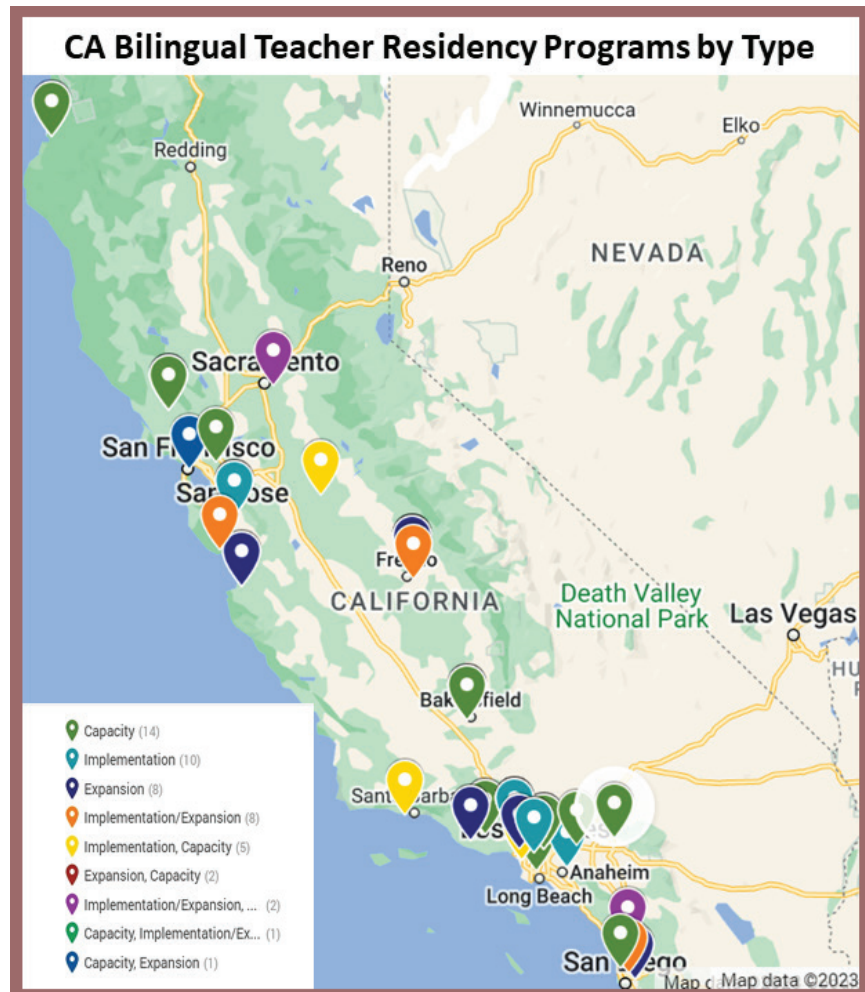 CA Bilingual Teacher Residency Programs by Type
Winnemucca
Elko
Redding
NEVADA
Reno
Sacramento
San Francisco
San Jose
Fresno
CALIFORNIA
Death Valley
National Park
Las Vegas
Bakersfield
Capacity (14)
Implementation (10)
Expansion (8)
Implementation/Expansion (8)
Implementation, Capacity (5)
Expansion, Capacity (2)
Implementation/Expansion, ... (2)
Capacity, Implementation/Ex... (1)
Capacity, Expansion (1)
Santa Barba
Anaheim
Long Beach
San Diego
Map data ©2023